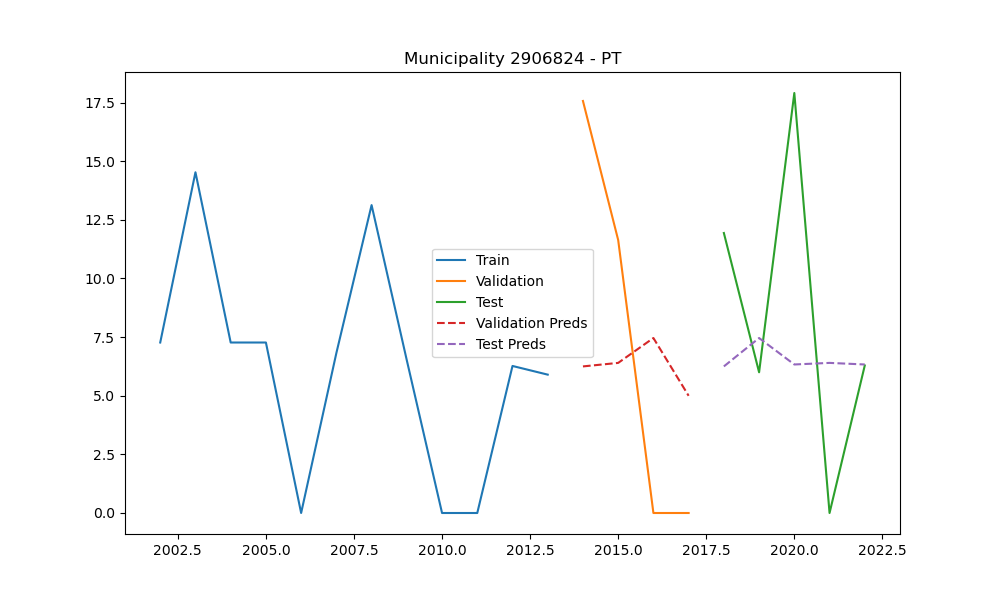 Municipality 2906824 - PT
17.5
15.0
12.5
10.0
7.5
5.0
2.5
0.0
Train
Validation
Test
Validation Preds
Test Preds
2002.5 2005.0 2007.5 2010.0 2012.5 2015.0 2017.5 2020.0 2022.5